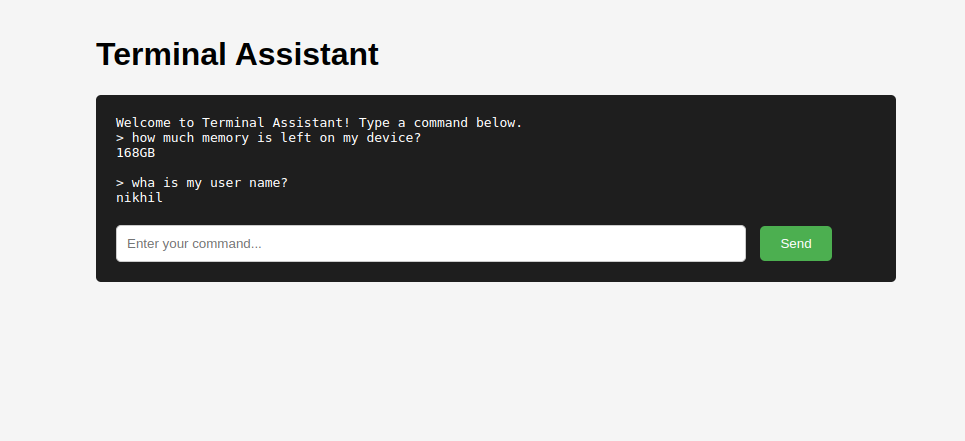 Terminal Assistant
Welcome to Terminal Assistant! Type a command below.
> how much memory is left on my device?
168GB
> wha is my user name?
nikhil
Enter your command...
Send